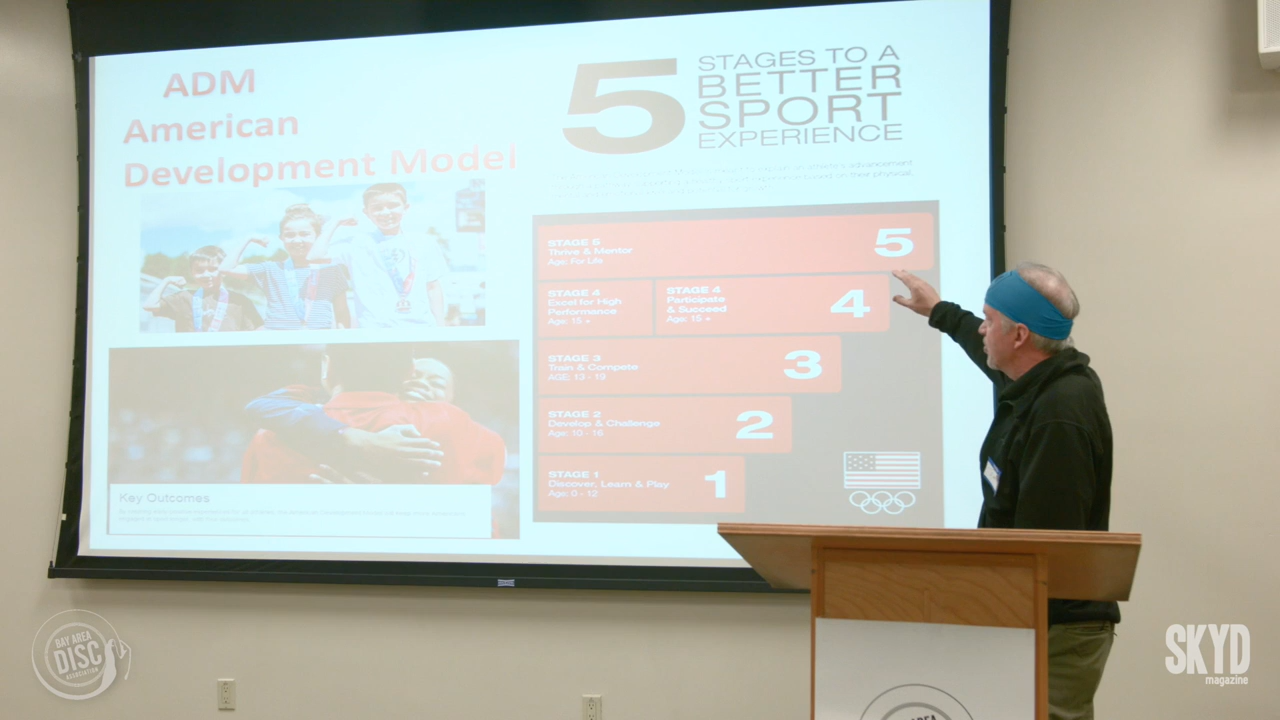 ADM
American
Development Model
5
STAGES TO A
BETTER
SPORT
EXPERIENCE
STAGE 5
Thrive & Mentor
Age: For Life
5
STAGE 4
Excel for High
Performance
Age: 15 +
STAGE 4
Participate
& Succeed
Age: 15 +
4
STAGE 3
Train & Compete
AGE: 13 - 19
3
STAGE 2
Develop & Challenge
Age: 10 - 16
2
STAGE 1
Discover, Learn & Play
Age: 0 - 12
1
Key Outcomes
BAY AREA
DISC
ASSOCIATION
SKYD
magazine
BAY AREA